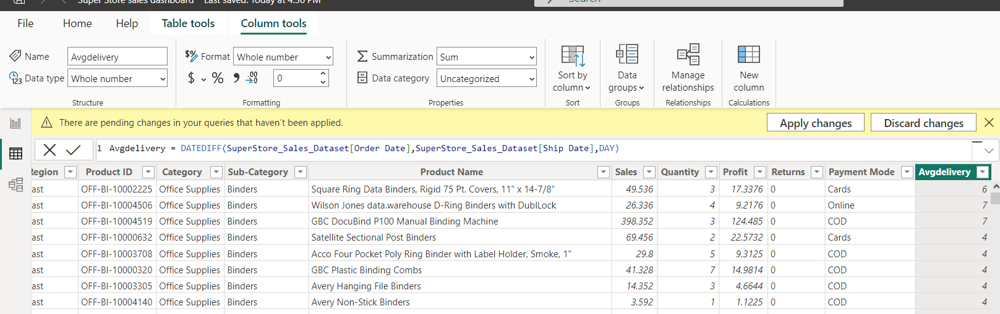 Super Store sales dashboard Last saved: Today at 4:36 PM Search
File Home Help Table tools Column tools
Name Avgdelivery $% Format Whole number Σ Summarization Sum
Data type Whole number $ % 0 Data category Uncategorized
Sort by column Data groups Manage relationships New column
Structure Formatting Properties Sort Groups Relationships Calculations
There are pending changes in your queries that haven't been applied. Apply changes Discard changes
1 Avgdelivery = DATEDIFF(SuperStore_Sales_Dataset[Order Date],SuperStore_Sales_Dataset[Ship Date],DAY)
Region Product ID Category Sub-Category Product Name Sales Quantity Profit Returns Payment Mode Avgdelivery
ast OFF-BI-10002225 Office Supplies Binders Square Ring Data Binders, Rigid 75 Pt. Covers, 11" x 14-7/8" 49.536 3 17.3376 0 Cards 6
ast OFF-BI-10004506 Office Supplies Binders Wilson Jones data.warehouse D-Ring Binders with DublLock 26.336 4 9.2176 0 Online 7
ast OFF-BI-10004519 Office Supplies Binders GBC DocuBind P100 Manual Binding Machine 398.352 3 124.485 0 COD 7
ast OFF-BI-10000632 Office Supplies Binders Satellite Sectional Post Binders 69.456 2 22.5732 0 Cards 4
ast OFF-BI-10003708 Office Supplies Binders Acco Four Pocket Poly Ring Binder with Label Holder, Smoke, 1" 29.8 5 9.3125 0 COD 4
ast OFF-BI-10000320 Office Supplies Binders GBC Plastic Binding Combs 41.328 7 14.9814 0 COD 4
ast OFF-BI-10003305 Office Supplies Binders Avery Hanging File Binders 14.352 3 4.6644 0 COD 4
ast OFF-BI-10004140 Office Supplies Binders Avery Non-Stick Binders 3.592 1 1.1225 0 COD 4